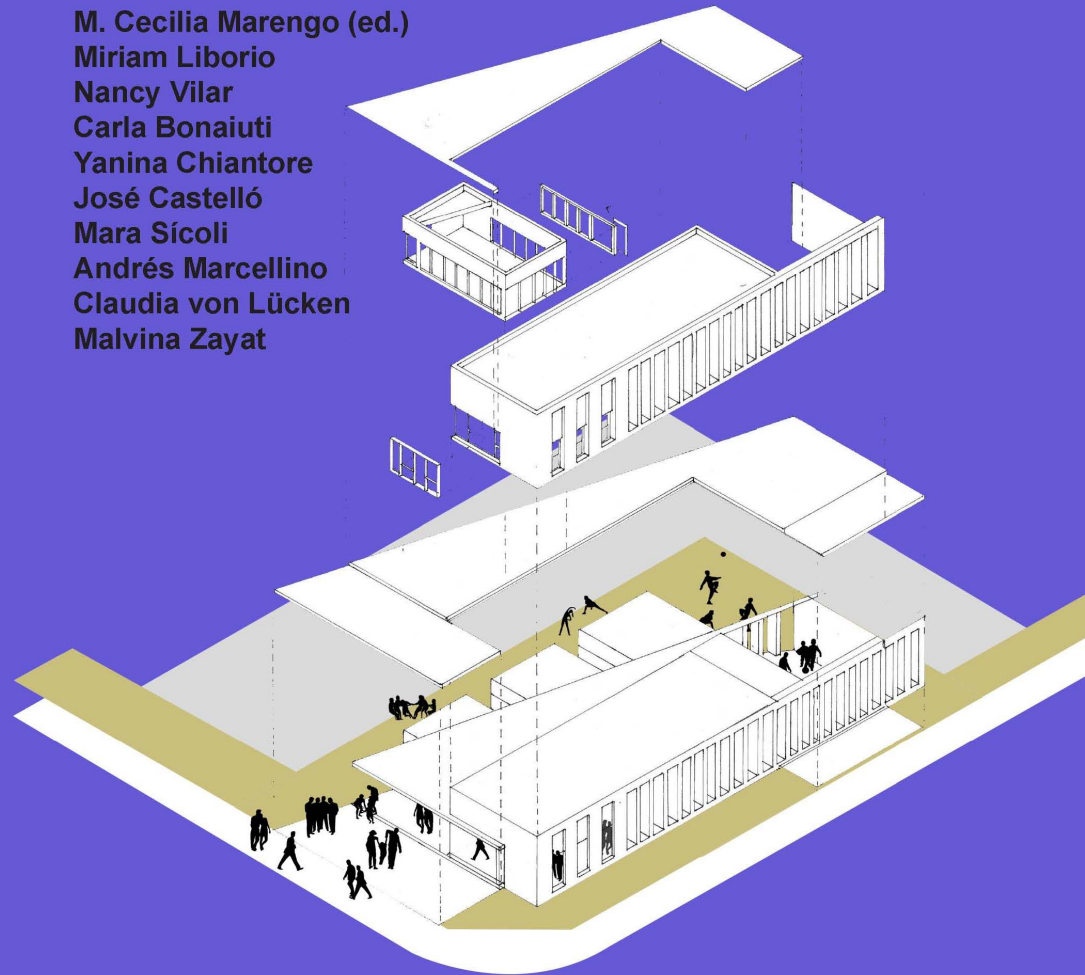 M. Cecilia Marengo (ed.)
Miriam Liborio
Nancy Vilar
Carla Bonaiuti
Yanina Chiantore
José Castelló
Mara Sícoli
Andrés Marcellino
Claudia von Lücken
Malvina Zayat